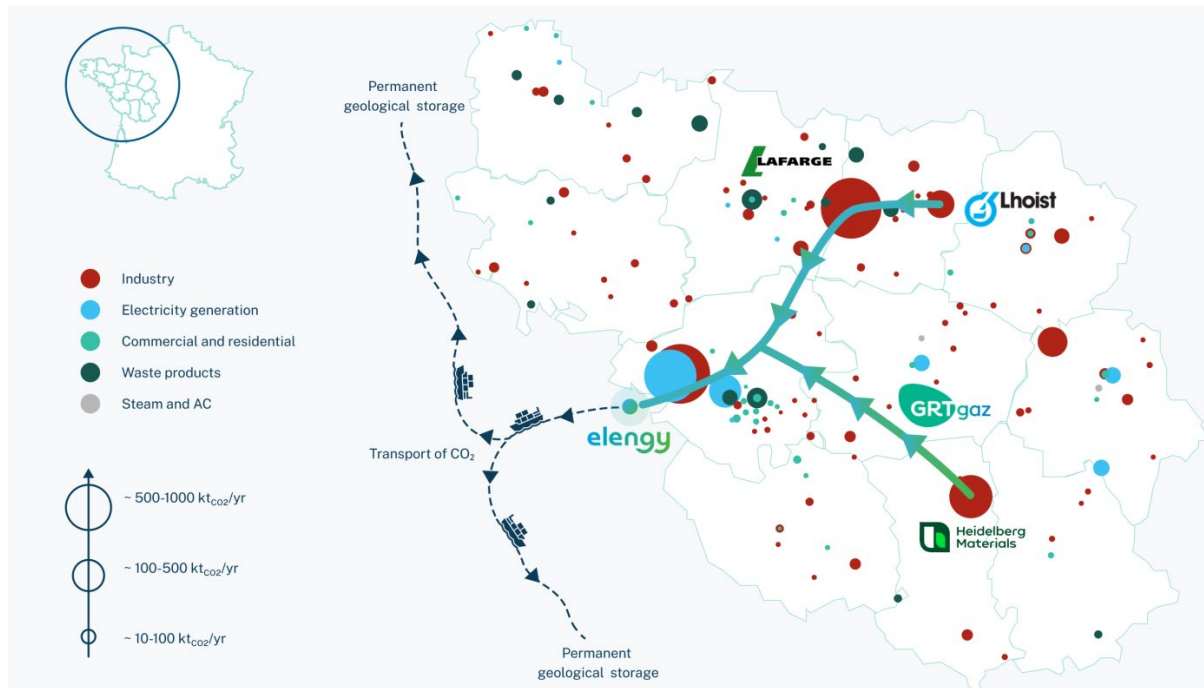 Permanent
geological storage
LAFARGE
Lhoist
Industry
Electricity generation
Commercial and residential
Waste products
Steam and AC
GRTgaz
elengy
Transport of CO₂
~ 500-1000 ktCO2/yr
~ 100-500 ktCO2/yr
~ 10-100 ktCO2/yr
Heidelberg
Materials
Permanent
geological storage